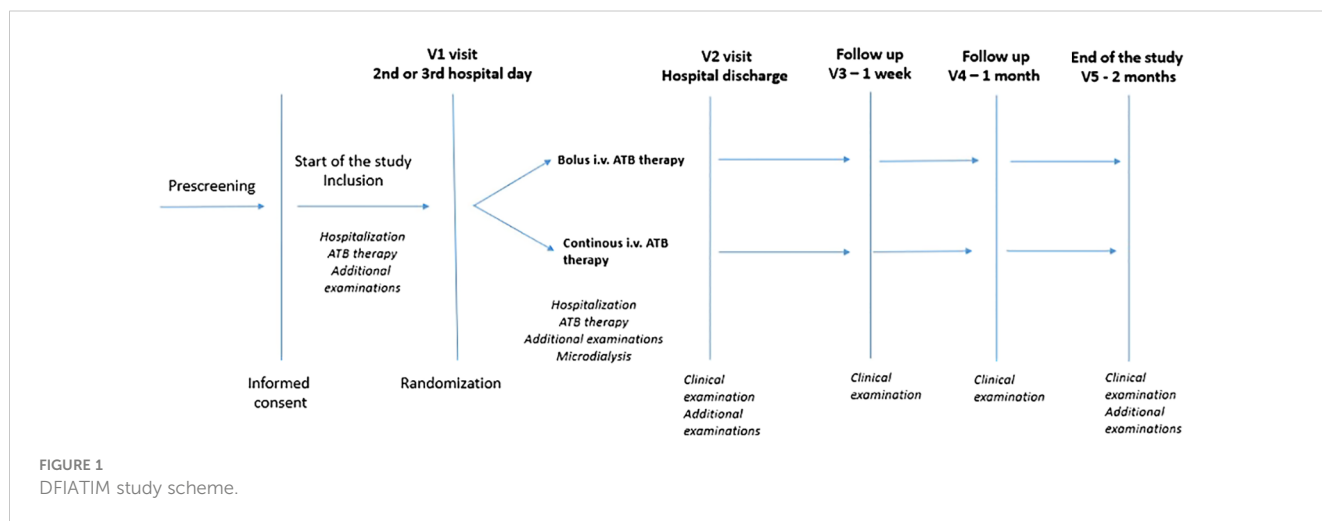 V1 visit
2nd or 3rd hospital day
V2 visit
Hospital discharge
Follow up
V3 – 1 week
Follow up
V4 – 1 month
End of the study
V5 - 2 months
Prescreening
Start of the study
Inclusion
Hospitalization
ATB therapy
Additional
examinations
Bolus i.v. ATB therapy
Continous i.v. ATB
therapy
Hospitalization
ATB therapy
Additional examinations
Microdialysis
Informed
consent
Randomization
Clinical
examination
Additional
examinations
Clinical
examination
Clinical
examination
Clinical
examination
Additional
examinations
FIGURE 1
DFIATIM study scheme.